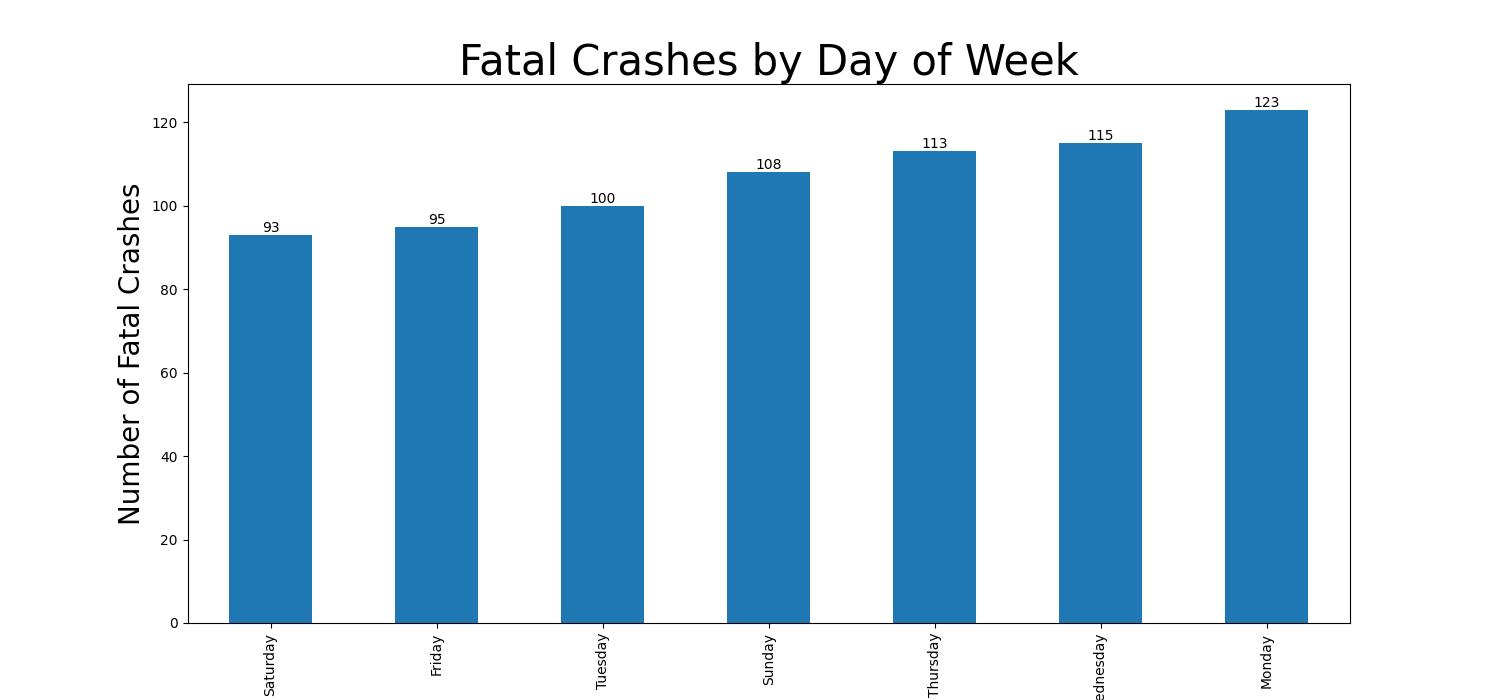 Fatal Crashes by Day of Week
123
120
115
113
108
100
100
95
93
80
60
40
20
0
Number of Fatal Crashes
Saturday
Friday
Tuesday
Sunday
Thursday
ednesday
Monday